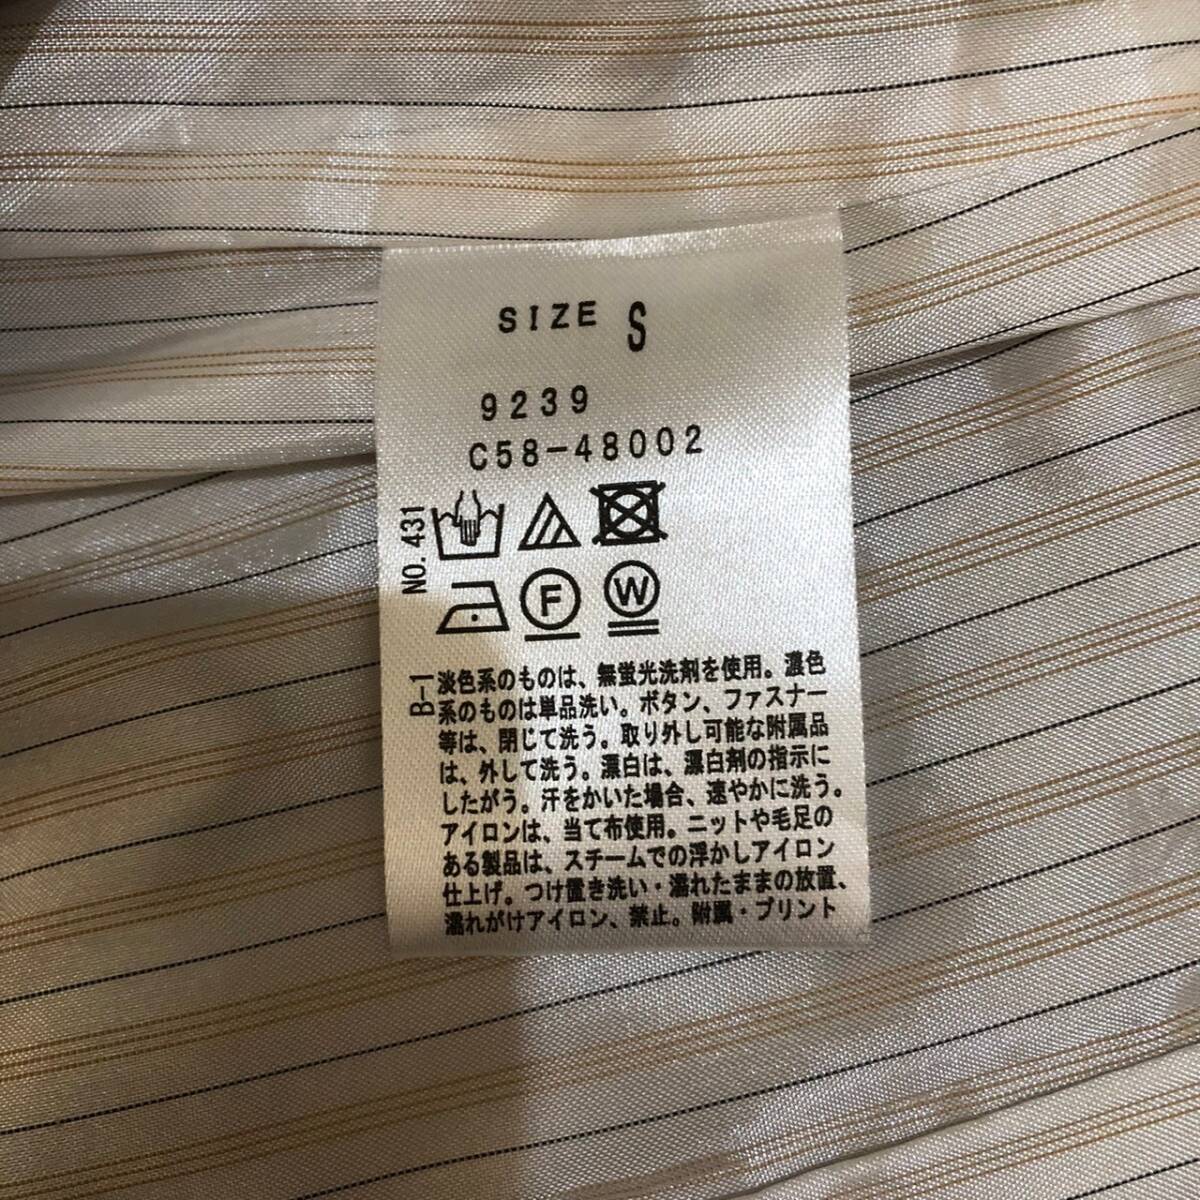 SIZE S
9239
C58-48002
NO. 431
F
W
B-1
淡色系のものは、無蛍光洗剤を使用。濃色
系のものは単品洗い。ボタン、ファスナー
等は、閉じて洗う。取り外し可能な附属品
は、外して洗う。漂白は、漂白剤の指示に
したがう。汗をかいた場合、速やかに洗う。
アイロンは、当て布使用。ニットや毛足の
ある製品は、スチームでの浮かしアイロン
仕上げ。つけ置き洗い・濡れたままの放置、
濡れがけアイロン、禁止。附属・プリント